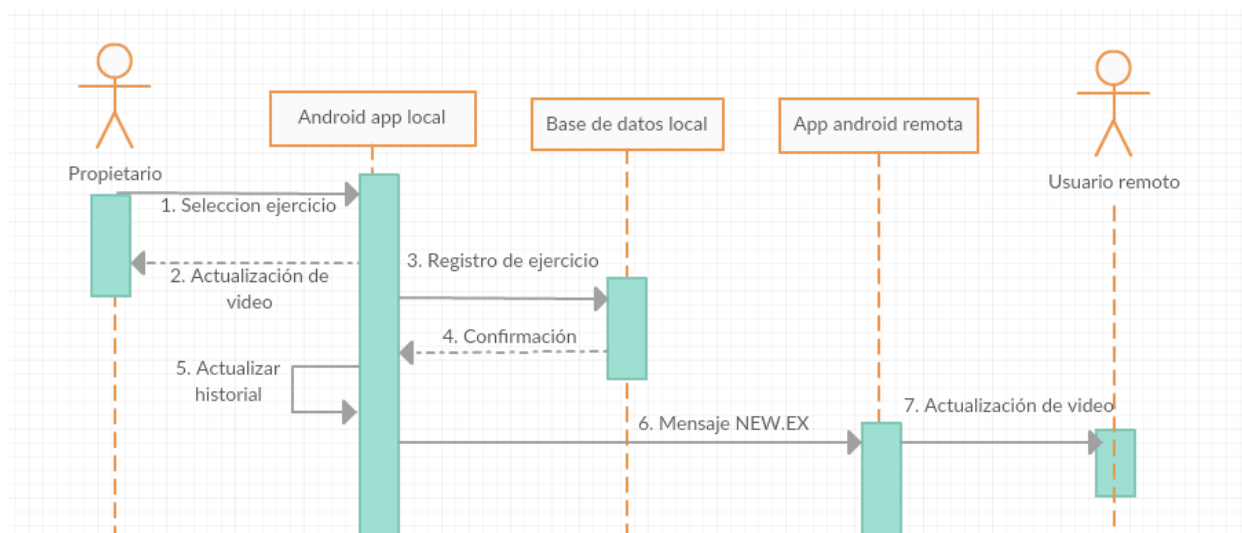 Android app local
Base de datos local
App android remota
Propietario
Usuario remoto
1. Seleccion ejercicio
2. Actualización de
video
3. Registro de ejercicio
4. Confirmación
5. Actualizar
historial
6. Mensaje NEW.EX
7. Actualización de video